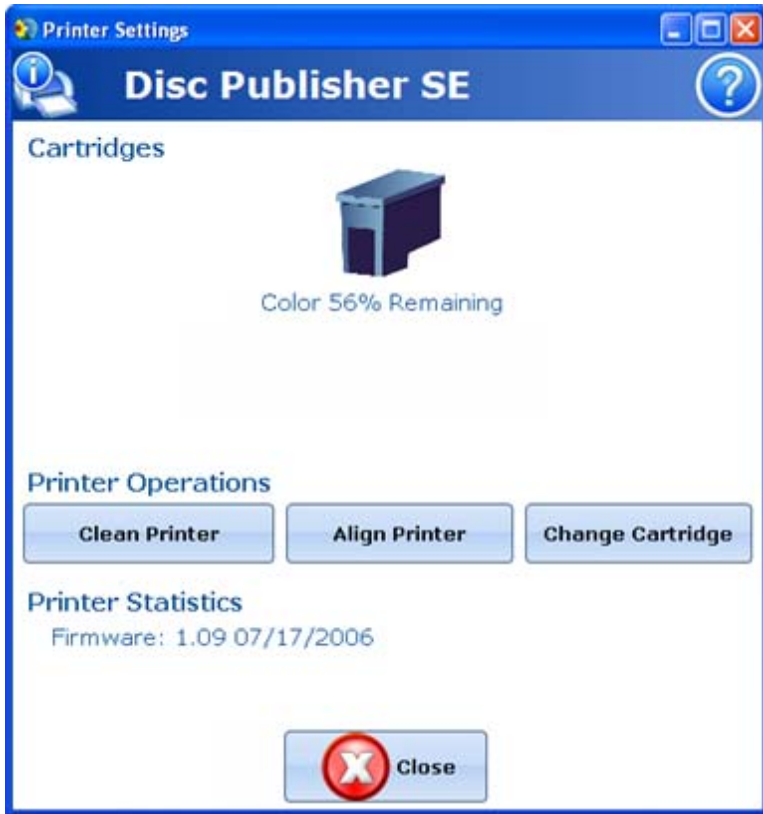 Printer Settings
Disc Publisher SE
Cartridges
Color 56% Remaining
Printer Operations
Clean Printer Align Printer Change Cartridge
Printer Statistics
Firmware: 1.09 07/17/2006
Close